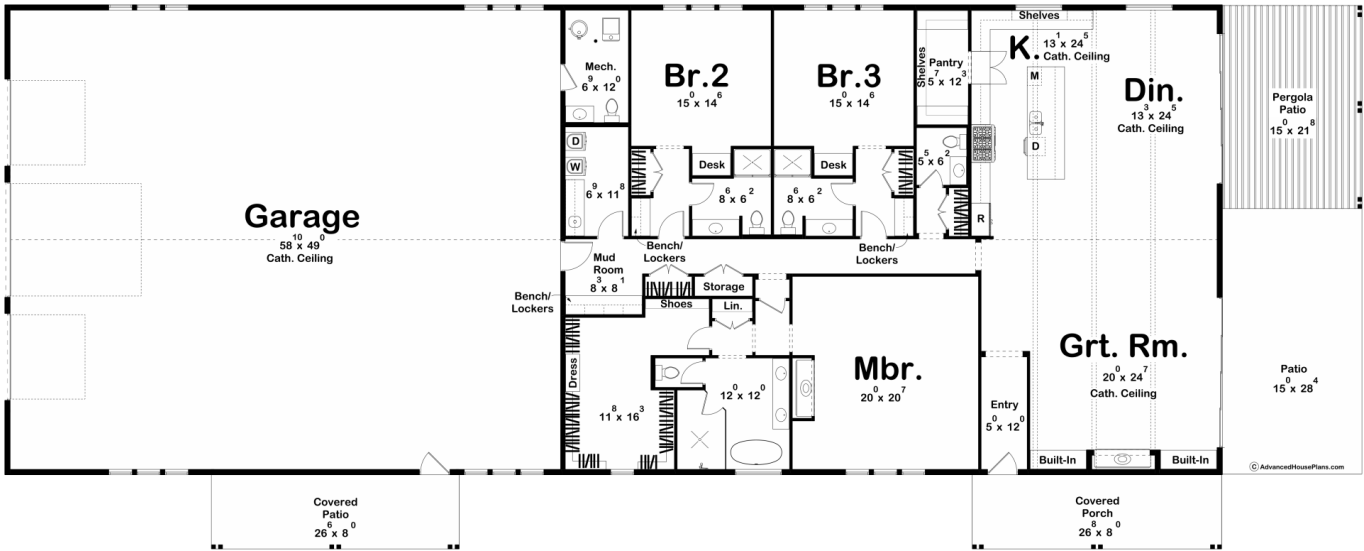 Garage
58¹⁰ x 49⁰
Cath. Ceiling
Covered
Patio
26⁶ x 8⁰
Mech.
6⁹ x 12⁰
D
W
6⁹ x 11⁸
Mud
Room
8³ x 8¹
Bench/
Lockers
Br.2
15⁰ x 14⁶
Desk
8⁶ x 6²
Bench/
Lockers
Br.3
15⁰ x 14⁶
Desk
8⁶ x 6²
Bench/
Lockers
Shelves
Pantry
5⁷ x 12³
5⁵ x 6²
Shelves
K.
13¹ x 24⁵
Cath. Ceiling
M
D
R
Din.
13³ x 24⁵
Cath. Ceiling
Pergola
Patio
15⁰ x 21⁸
Storage
Shoes
Lin.
Dress
11⁸ x 16³
12⁰ x 12⁰
Mbr.
20⁰ x 20⁷
Entry
5⁰ x 12⁰
Grt. Rm.
20⁰ x 24⁷
Cath. Ceiling
Built-In
Built-In
Patio
15⁰ x 28⁴
Covered
Porch
26⁸ x 8⁰
© AdvancedHousePlans.com